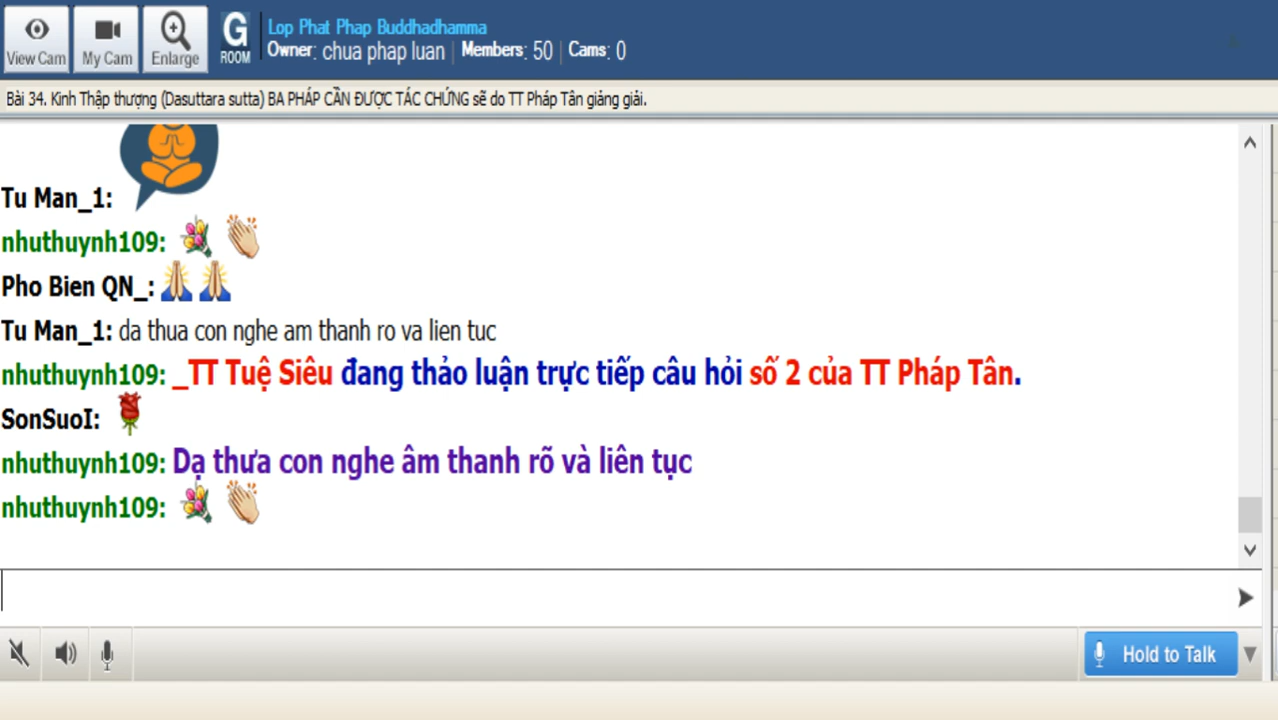 View Cam
My Cam
Enlarge
G
ROOM
Lop Phat Phap Buddhadhamma
Owner: chua phap luan | Members: 50 | Cams: 0
Bài 34. Kinh Thập thượng (Dasuttara sutta) BA PHÁP CẦN ĐƯỢC TÁC CHỨNG sẽ do TT Pháp Tân giảng giải.
Tu Man_1:
nhuthuynh109:
Pho Bien QN_:
Tu Man_1: da thua con nghe am thanh ro va lien tuc
nhuthuynh109: _TT Tuệ Siêu đang thảo luận trực tiếp câu hỏi số 2 của TT Pháp Tân.
SonSuoI:
nhuthuynh109: Dạ thưa con nghe âm thanh rõ và liên tục
nhuthuynh109:
Hold to Talk